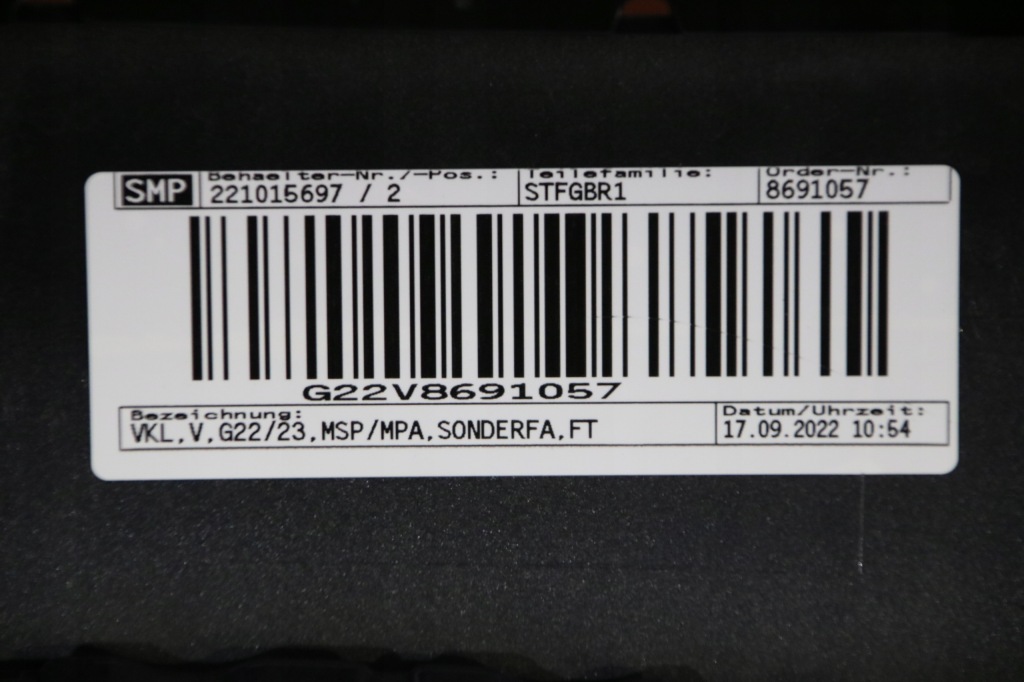 SMP
Behaelter-Nr./-Pos.: Teilefamilie: Order-Nr.:
221015697 / 2 STFGBR1 8691057
G22V8691057
Bezeichnung: Datum/Uhrzeit:
VKL,V,G22/23,MSP/MPA,SONDERFA,FT 17.09.2022 10:54